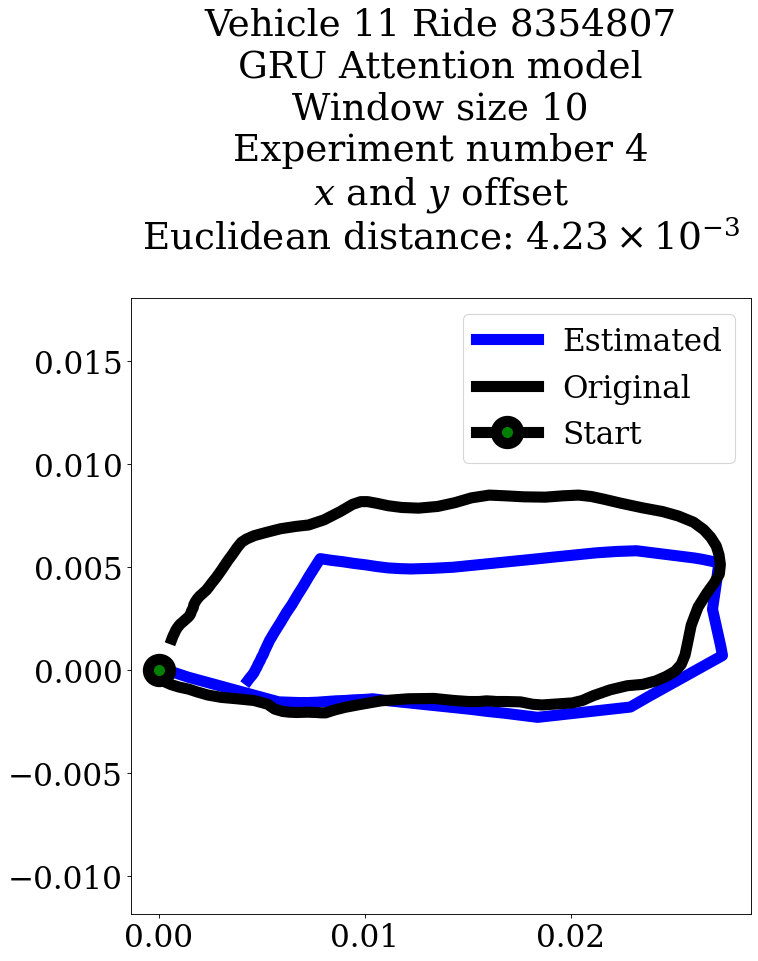 Vehicle 11 Ride 8354807
GRU Attention model
Window size 10
Experiment number 4
x and y offset
Euclidean distance: 4.23 × 10⁻³
Estimated
Original
Start
0.015
0.010
0.005
0.000
−0.005
−0.010
0.00 0.01 0.02